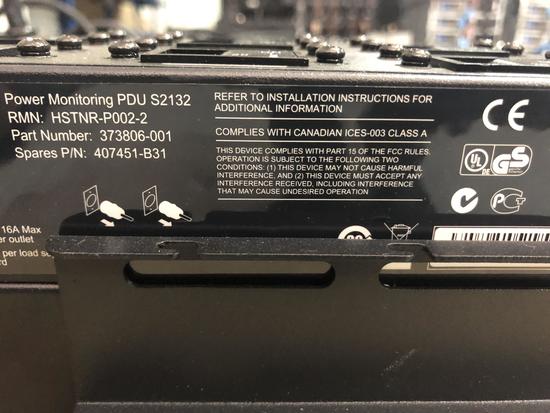 Power Monitoring PDU S2132
RMN: HSTNR-P002-2
Part Number: 373806-001
Spares P/N: 407451-B31
REFER TO INSTALLATION INSTRUCTIONS FOR
ADDITIONAL INFORMATION
COMPLIES WITH CANADIAN ICES-003 CLASS A
THIS DEVICE COMPLIES WITH PART 15 OF THE FCC RULES.
OPERATION IS SUBJECT TO THE FOLLOWING TWO
CONDITIONS: (1) THIS DEVICE MAY NOT CAUSE HARMFUL
INTERFERENCE, AND (2) THIS DEVICE MUST ACCEPT ANY
INTERFERENCE RECEIVED, INCLUDING INTERFERENCE
THAT MAY CAUSE UNDESIRED OPERATION
CE
UL
DE
GS
16A Max
outlet
per load